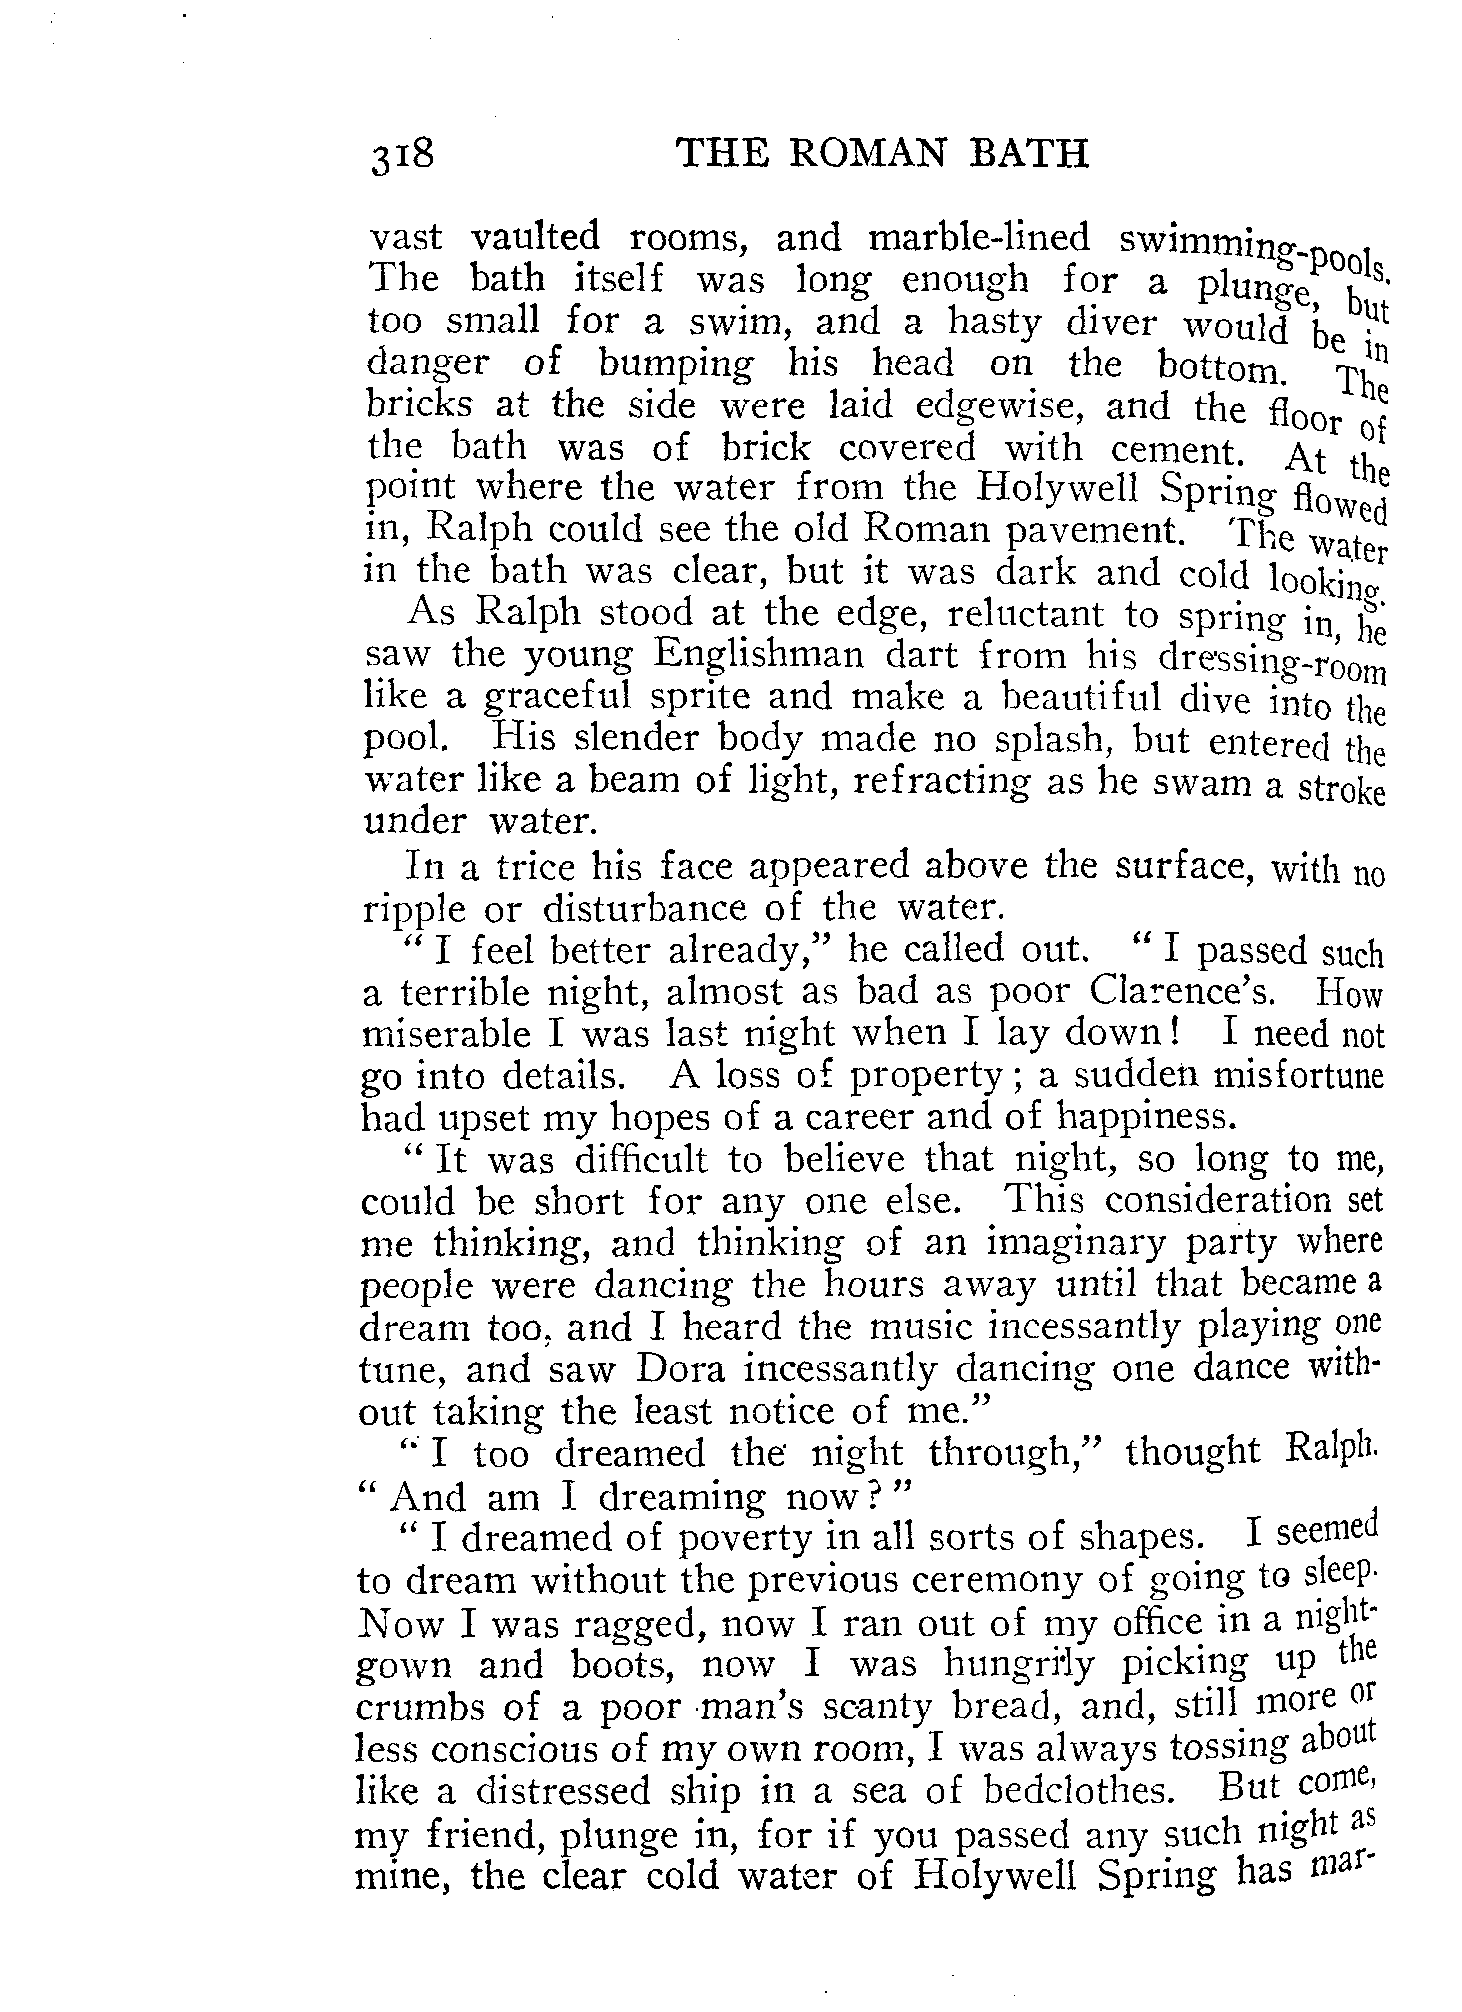 318 THE ROMAN BATH
vast vaulted rooms, and marble-lined swimming-pools.
The bath itself was long enough for a plunge, but
too small for a swim, and a hasty diver would be in
danger of bumping his head on the bottom. The
bricks at the side were laid edgewise, and the floor of
the bath was of brick covered with cement. At the
point where the water from the Holywell Spring flowed
in, Ralph could see the old Roman pavement. The water
in the bath was clear, but it was dark and cold looking.
As Ralph stood at the edge, reluctant to spring in, he
saw the young Englishman dart from his dressing-room
like a graceful sprite and make a beautiful dive into the
pool. His slender body made no splash, but entered the
water like a beam of light, refracting as he swam a stroke
under water.
In a trice his face appeared above the surface, with no
ripple or disturbance of the water.
" I feel better already," he called out. " I passed such
a terrible night, almost as bad as poor Clarence's. How
miserable I was last night when I lay down ! I need not
go into details. A loss of property ; a sudden misfortune
had upset my hopes of a career and of happiness.
" It was difficult to believe that night, so long to me,
could be short for any one else. This consideration set
me thinking, and thinking of an imaginary party where
people were dancing the hours away until that became a
dream too, and I heard the music incessantly playing one
tune, and saw Dora incessantly dancing one dance with-
out taking the least notice of me."
" I too dreamed the night through," thought Ralph.
" And am I dreaming now ? "
" I dreamed of poverty in all sorts of shapes. I seemed
to dream without the previous ceremony of going to sleep.
Now I was ragged, now I ran out of my office in a night-
gown and boots, now I was hungrily picking up the
crumbs of a poor man's scanty bread, and, still more or
less conscious of my own room, I was always tossing about
like a distressed ship in a sea of bedclothes. But come,
my friend, plunge in, for if you passed any such night as
mine, the clear cold water of Holywell Spring has mar-